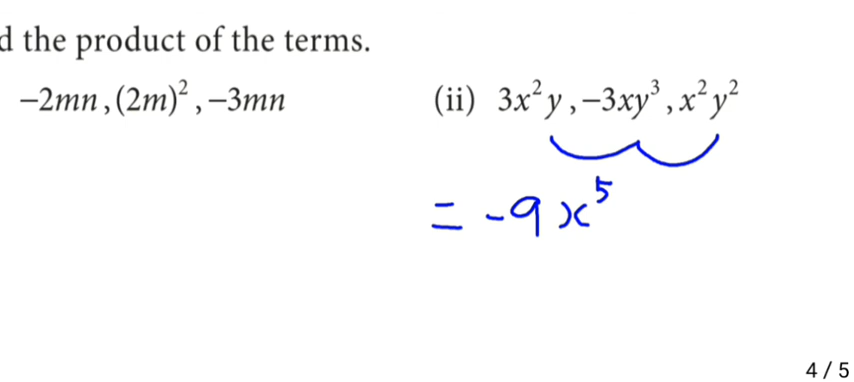 d the product of the terms.
−2mn , (2m)² , −3mn (ii) 3x²y , −3xy³ , x²y²
= -9x⁵
4 / 5